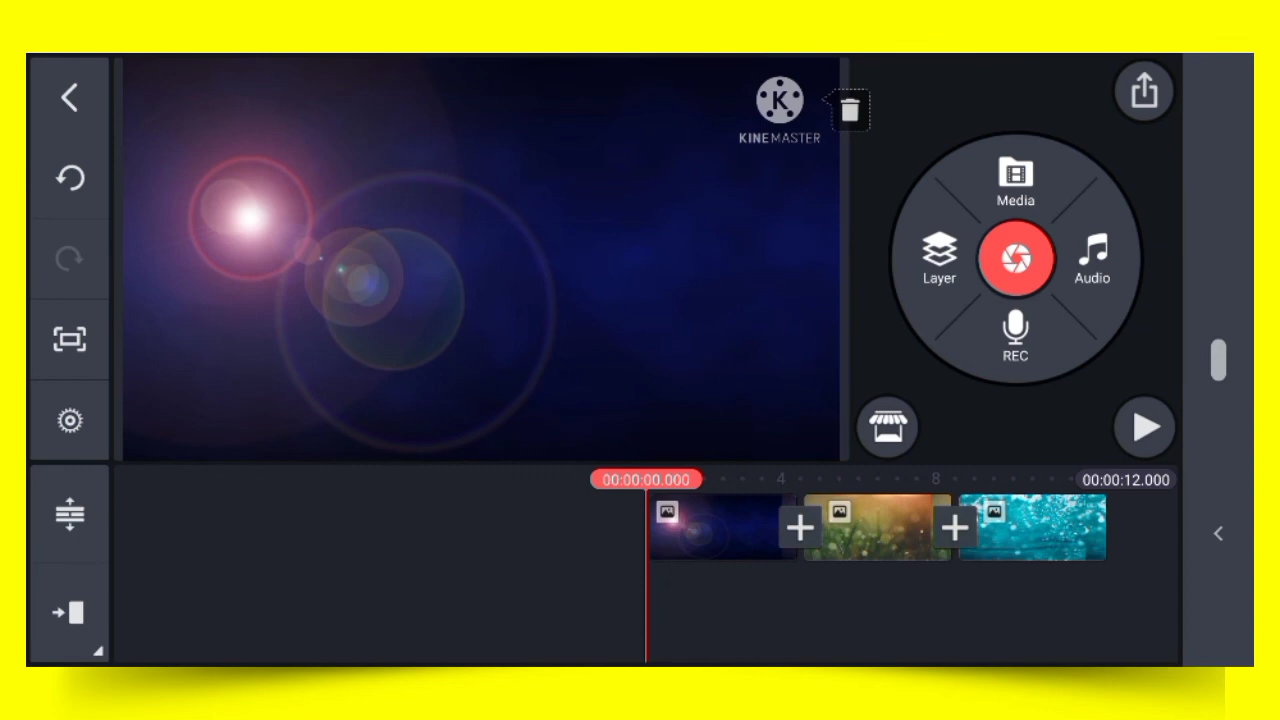 K
KINEMASTER
Media
Layer
Audio
REC
00:00:00.000
4
8
00:00:12.000